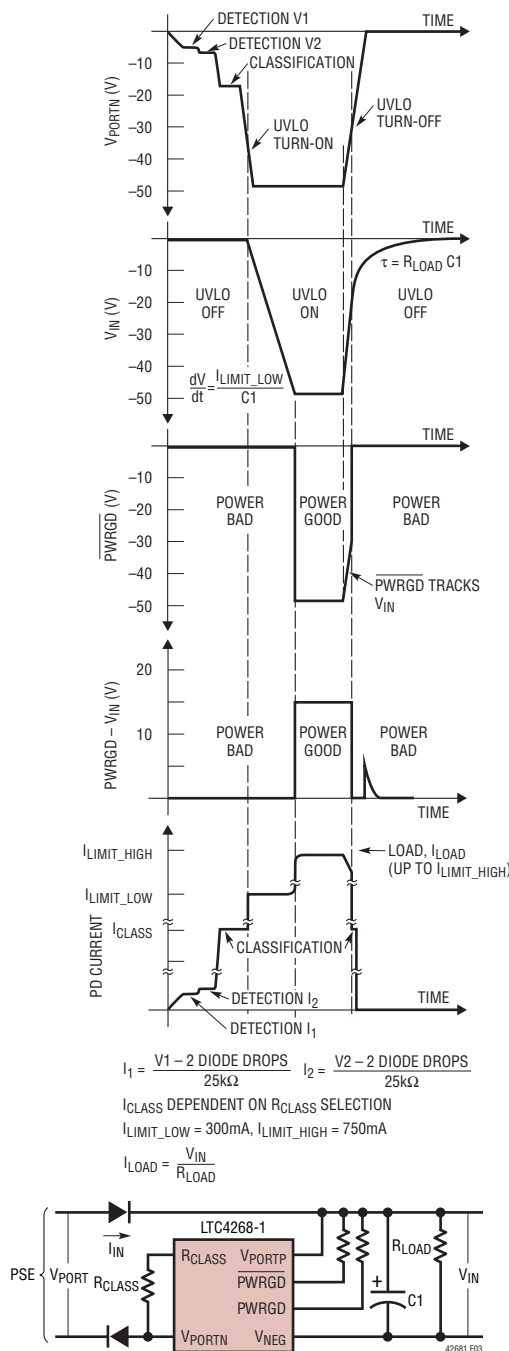 DETECTION V1
TIME
DETECTION V2
–10
CLASSIFICATION
–20
VPORTN (V)
–30
UVLO
TURN-ON
UVLO
TURN-OFF
–40
–50
TIME
–10
τ = RLOAD C1
–20
VIN (V)
UVLO
OFF
UVLO
ON
UVLO
OFF
–30
–40
dV/dt = ILIMIT_LOW/C1
–50
TIME
–10
–20
PWRGD (V)
POWER
BAD
POWER
GOOD
POWER
BAD
–30
–40
PWRGD TRACKS
VIN
–50
20
PWRGD – VIN (V)
10
POWER
BAD
POWER
GOOD
POWER
BAD
TIME
ILIMIT_HIGH
LOAD, ILOAD
(UP TO ILIMIT_HIGH)
ILIMIT_LOW
PD CURRENT
ICLASS
CLASSIFICATION
DETECTION I2
TIME
DETECTION I1
I1 = V1 – 2 DIODE DROPS/25kΩ I2 = V2 – 2 DIODE DROPS/25kΩ
ICLASS DEPENDENT ON RCLASS SELECTION
ILIMIT_LOW = 300mA, ILIMIT_HIGH = 750mA
ILOAD = VIN/RLOAD
LTC4268-1
IIN
PSE
VPORT
RCLASS
RCLASS
VPORTP
PWRGD
PWRGD
VPORTN
VNEG
RLOAD
+
C1
VIN
42681 F03